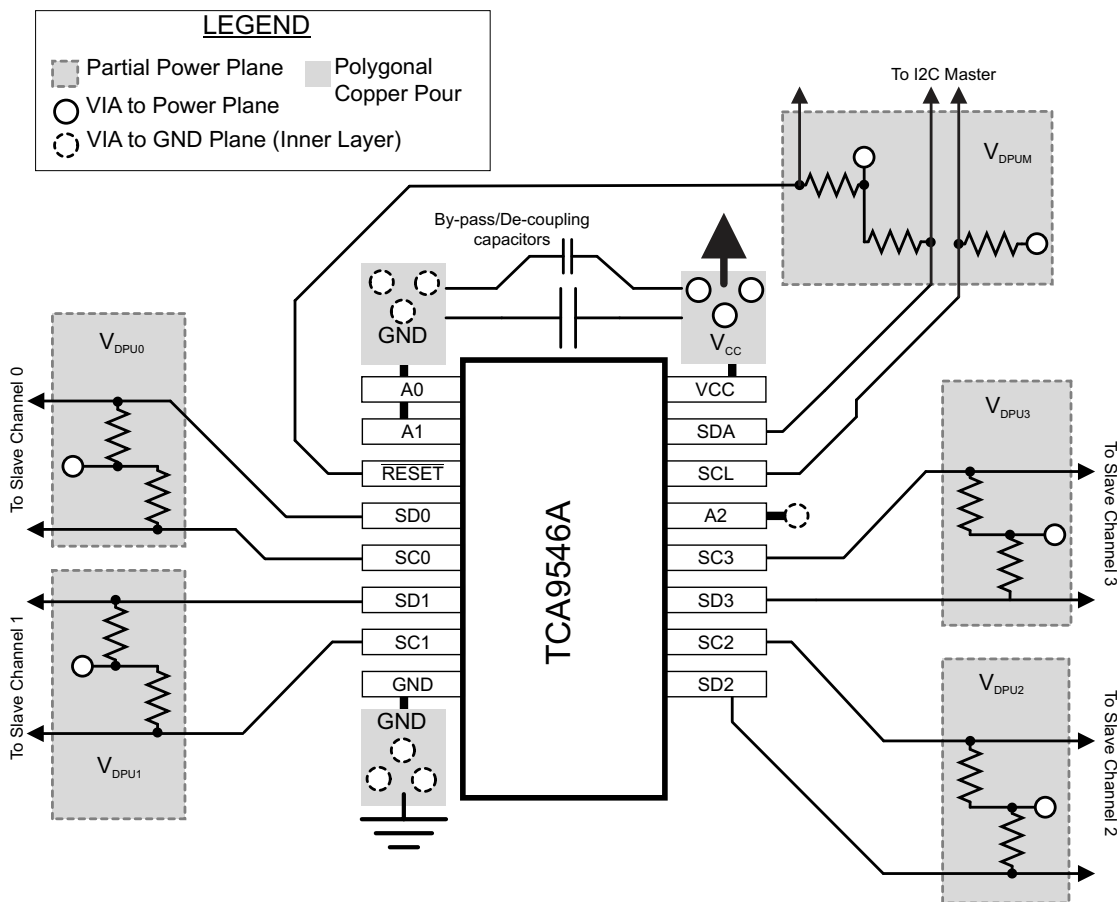 LEGEND
Partial Power Plane
Polygonal
Copper Pour
VIA to Power Plane
VIA to GND Plane (Inner Layer)
To I2C Master
VDPUM
By-pass/De-coupling
capacitors
GND
VCC
VDPU0
To Slave Channel 0
VDPU1
To Slave Channel 1
A0
A1
RESET
SD0
SC0
SD1
SC1
GND
GND
TCA9546A
VCC
SDA
SCL
A2
SC3
SD3
SC2
SD2
VDPU3
To Slave Channel 3
VDPU2
To Slave Channel 2